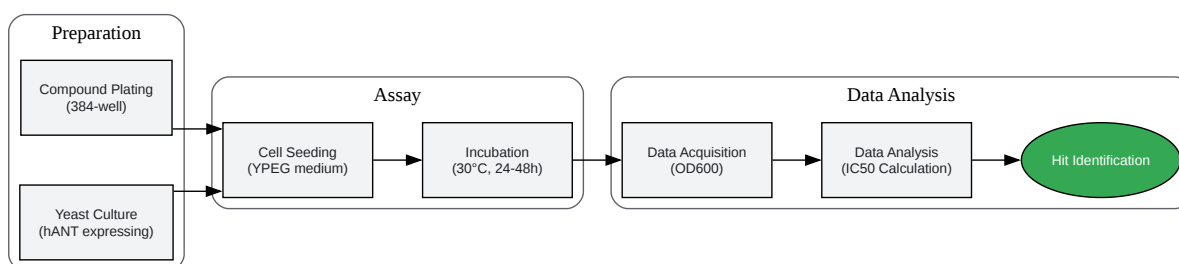 Preparation
Compound Plating
(384-well)
Yeast Culture
(hANT expressing)
Assay
Cell Seeding
(YPEG medium)
Incubation
(30°C, 24-48h)
Data Analysis
Data Acquisition
(OD600)
Data Analysis
(IC50 Calculation)
Hit Identification